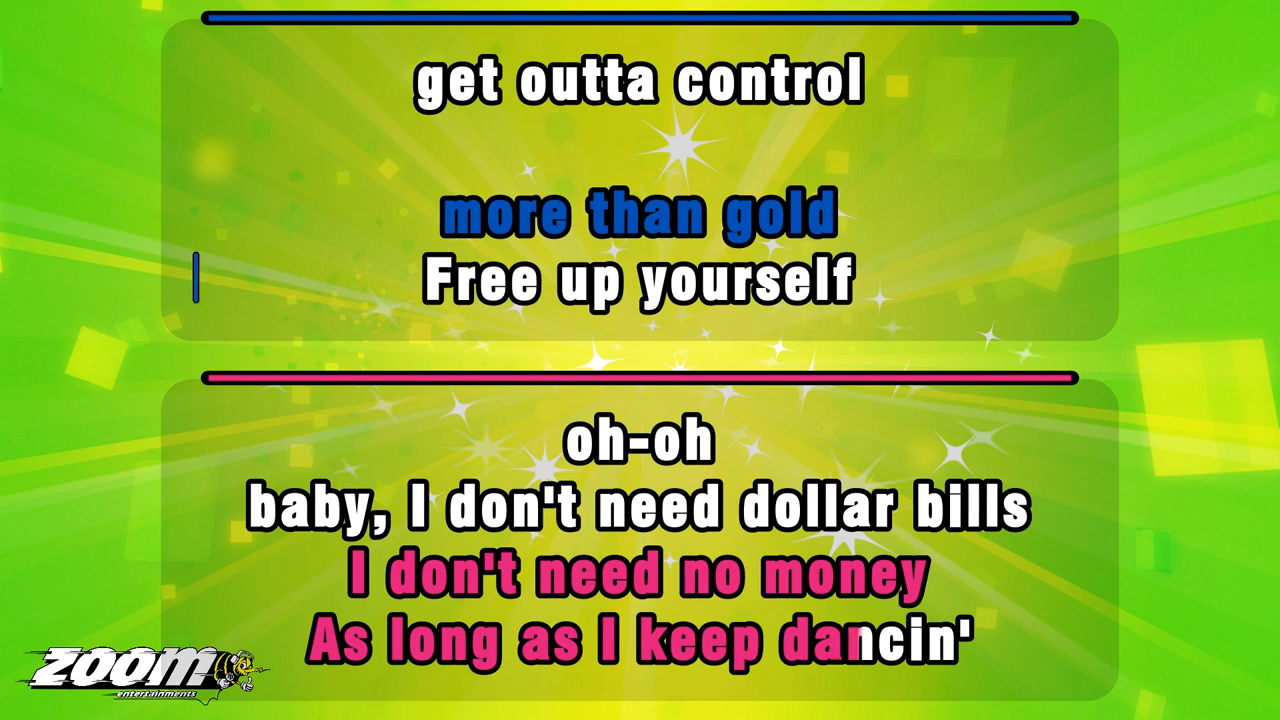 get outta control
more than gold
Free up yourself
oh-oh
baby, I don't need dollar bills
I don't need no money
As long as I keep dancin'
ZOOM
entertainments